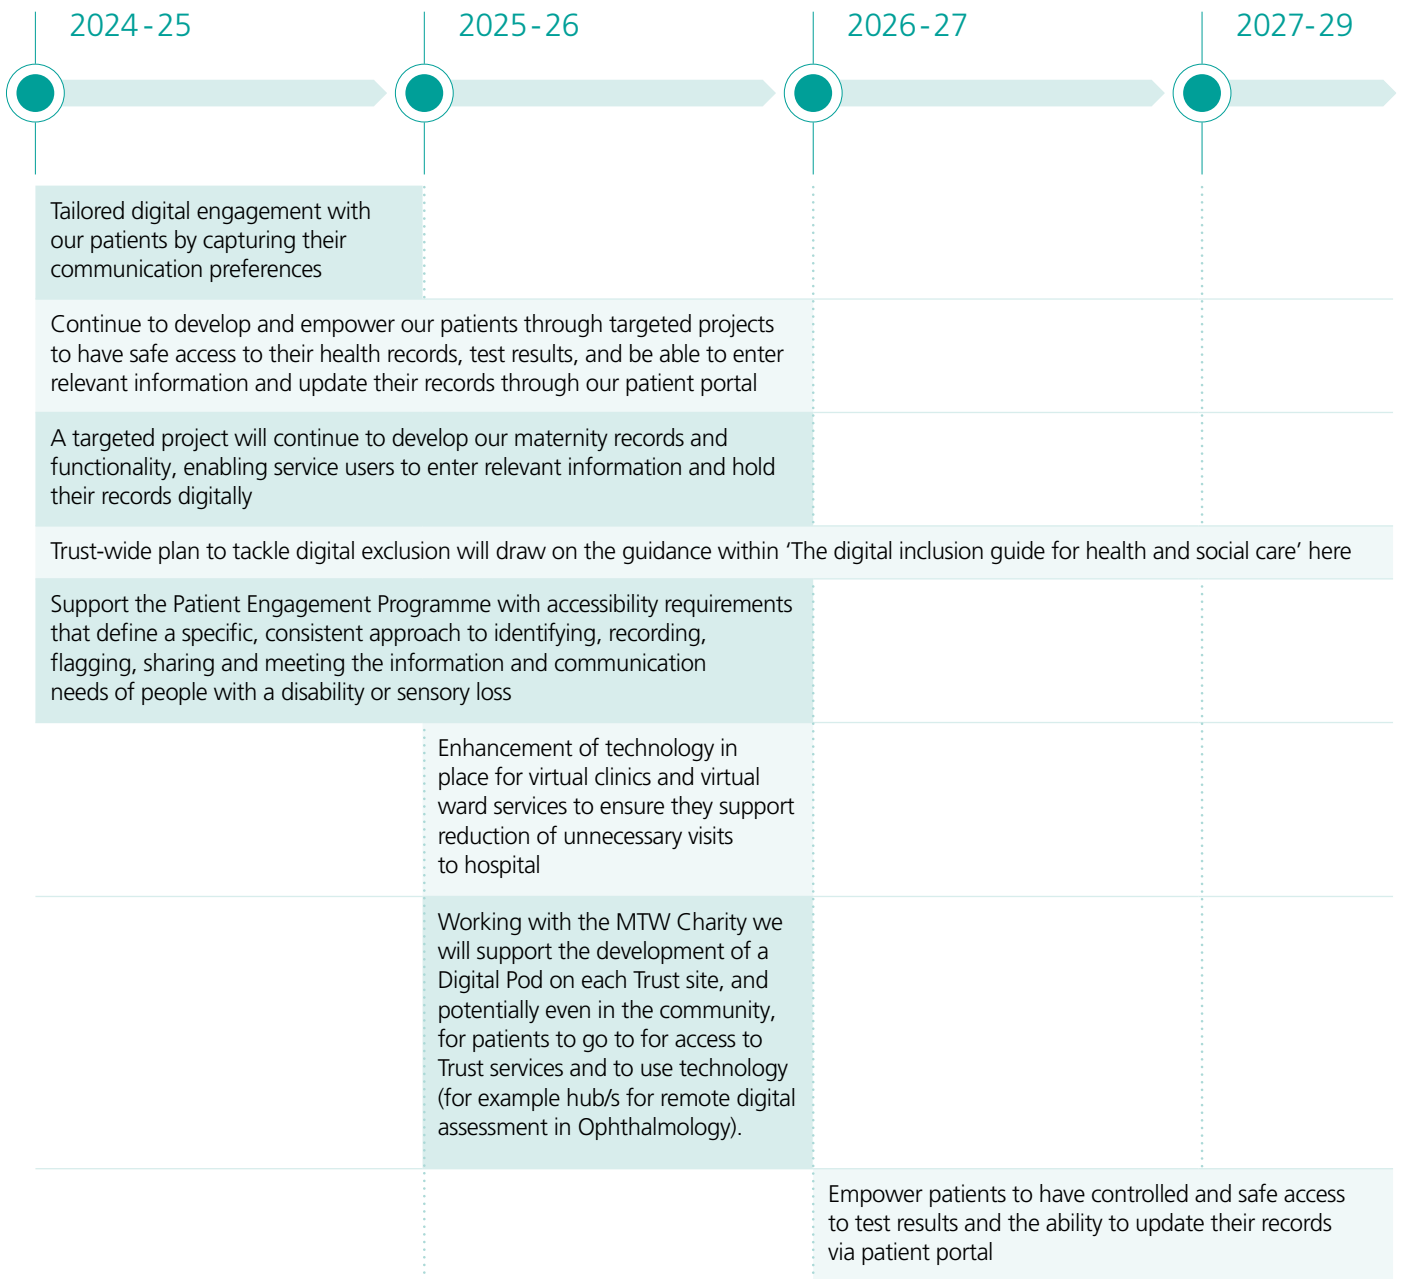 2024-25
2025-26
2026-27
2027-29
Tailored digital engagement with
our patients by capturing their
communication preferences
Continue to develop and empower our patients through targeted projects
to have safe access to their health records, test results, and be able to enter
relevant information and update their records through our patient portal
A targeted project will continue to develop our maternity records and
functionality, enabling service users to enter relevant information and hold
their records digitally
Trust-wide plan to tackle digital exclusion will draw on the guidance within ‘The digital inclusion guide for health and social care’ here
Support the Patient Engagement Programme with accessibility requirements
that define a specific, consistent approach to identifying, recording,
flagging, sharing and meeting the information and communication
needs of people with a disability or sensory loss
Enhancement of technology in
place for virtual clinics and virtual
ward services to ensure they support
reduction of unnecessary visits
to hospital
Working with the MTW Charity we
will support the development of a
Digital Pod on each Trust site, and
potentially even in the community,
for patients to go to for access to
Trust services and to use technology
(for example hub/s for remote digital
assessment in Ophthalmology).
Empower patients to have controlled and safe access
to test results and the ability to update their records
via patient portal